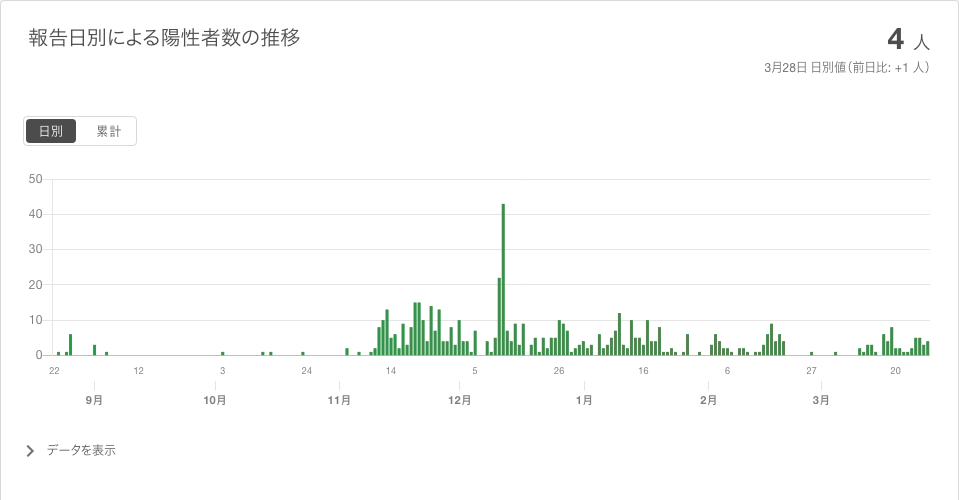 報告日別による陽性者数の推移
4 人
3月28日 日別値（前日比: +1 人）
日別 累計
50
40
30
20
10
0
22 12 3 24 14 5 26 16 6 27 20
9月 10月 11月 12月 1月 2月 3月
データを表示